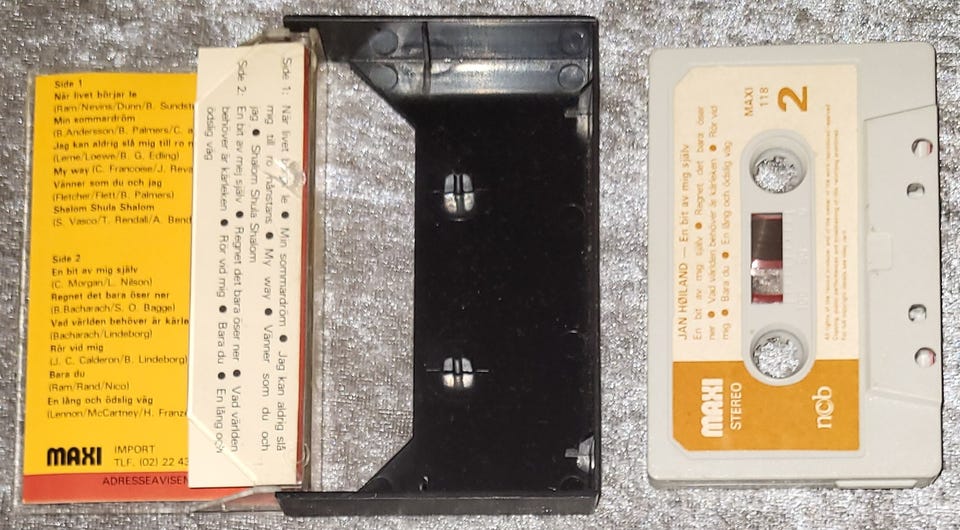 Side 1
När livet börjar le
(Ram/Nevins/Dunn/B. Sundst
Min sommardröm
(B.Andersson/B. Palmers/C. a
Jag kan aldrig slå mig till ro n
(Lerne/Loewe/B. G. Edling)
My way (C. Francoise/J. Reva
Vänner som du och jag
(Fletcher/Flett/B. Palmers)
Shalom Shula Shalom
(S. Vasco/T. Rendall/A. Bend
Side 2
En bit av mig själv
(C. Morgan/L. Nilson)
Regnet det bara öser ner
(B.Bacharach/S. O. Bagge)
Vad världen behöver är kärle
(Bacharach/Lindeborg)
Rör vid mig
(J. C. Calderon/B. Lindeborg)
Bara du
(Ram/Rand/Nico)
En lång och ödslig väg
(Lennon/McCartney/H. Franze
MAXI IMPORT
TLF. (02) 22 43
ADRESSEAVISEN
Side 1: När livet le ● Min sommardröm ● Jag kan aldrig slå
mig till ro nånstans ● My way ● Vänner som du och
jag ● Shalom Shula Shalom
Side 2: En bit av mej själv ● Regnet det bara öser ner ● Vad världen
behöver är kärleken ● Rör vid mig ● Bara du ● En lång och
ödslig väg
JAN HØILAND — En bit av mig själv
En bit av mig själv ● Regnet det bara öser
ner ● Vad världen behöver är kärleken ● Rör vid
mig ● Bara du ● En lång och ödslig väg
MAXI
118
2
MAXI
STEREO
ncb